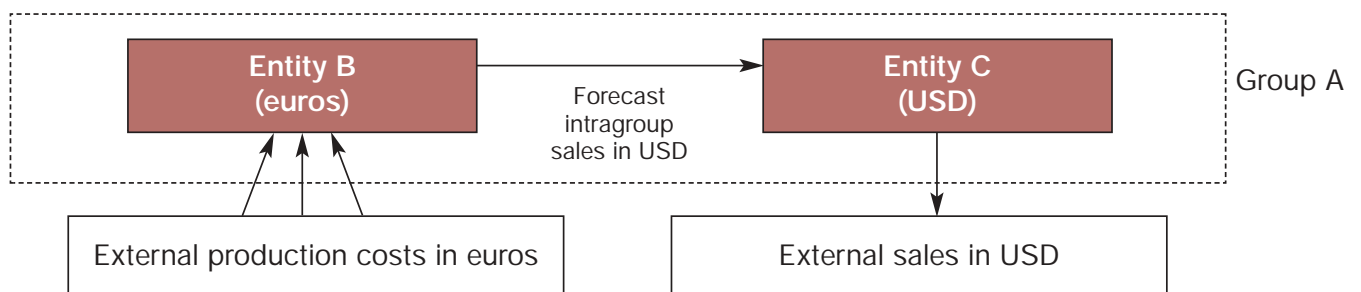 Entity B
(euros)
Forecast
intragroup
sales in USD
Entity C
(USD)
Group A
External production costs in euros
External sales in USD